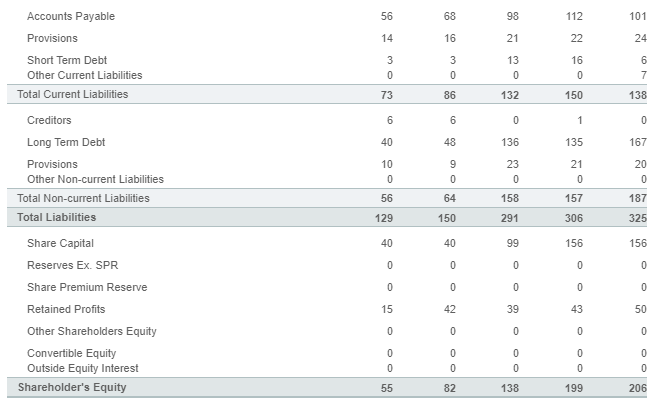 Accounts Payable 56 68 98 112 101
Provisions 14 16 21 22 24
Short Term Debt 3 3 13 16 6
Other Current Liabilities 0 0 0 0 7
Total Current Liabilities 73 86 132 150 138
Creditors 6 6 0 1 0
Long Term Debt 40 48 136 135 167
Provisions 10 9 23 21 20
Other Non-current Liabilities 0 0 0 0 0
Total Non-current Liabilities 56 64 158 157 187
Total Liabilities 129 150 291 306 325
Share Capital 40 40 99 156 156
Reserves Ex. SPR 0 0 0 0 0
Share Premium Reserve 0 0 0 0 0
Retained Profits 15 42 39 43 50
Other Shareholders Equity 0 0 0 0 0
Convertible Equity 0 0 0 0 0
Outside Equity Interest 0 0 0 0 0
Shareholder's Equity 55 82 138 199 206